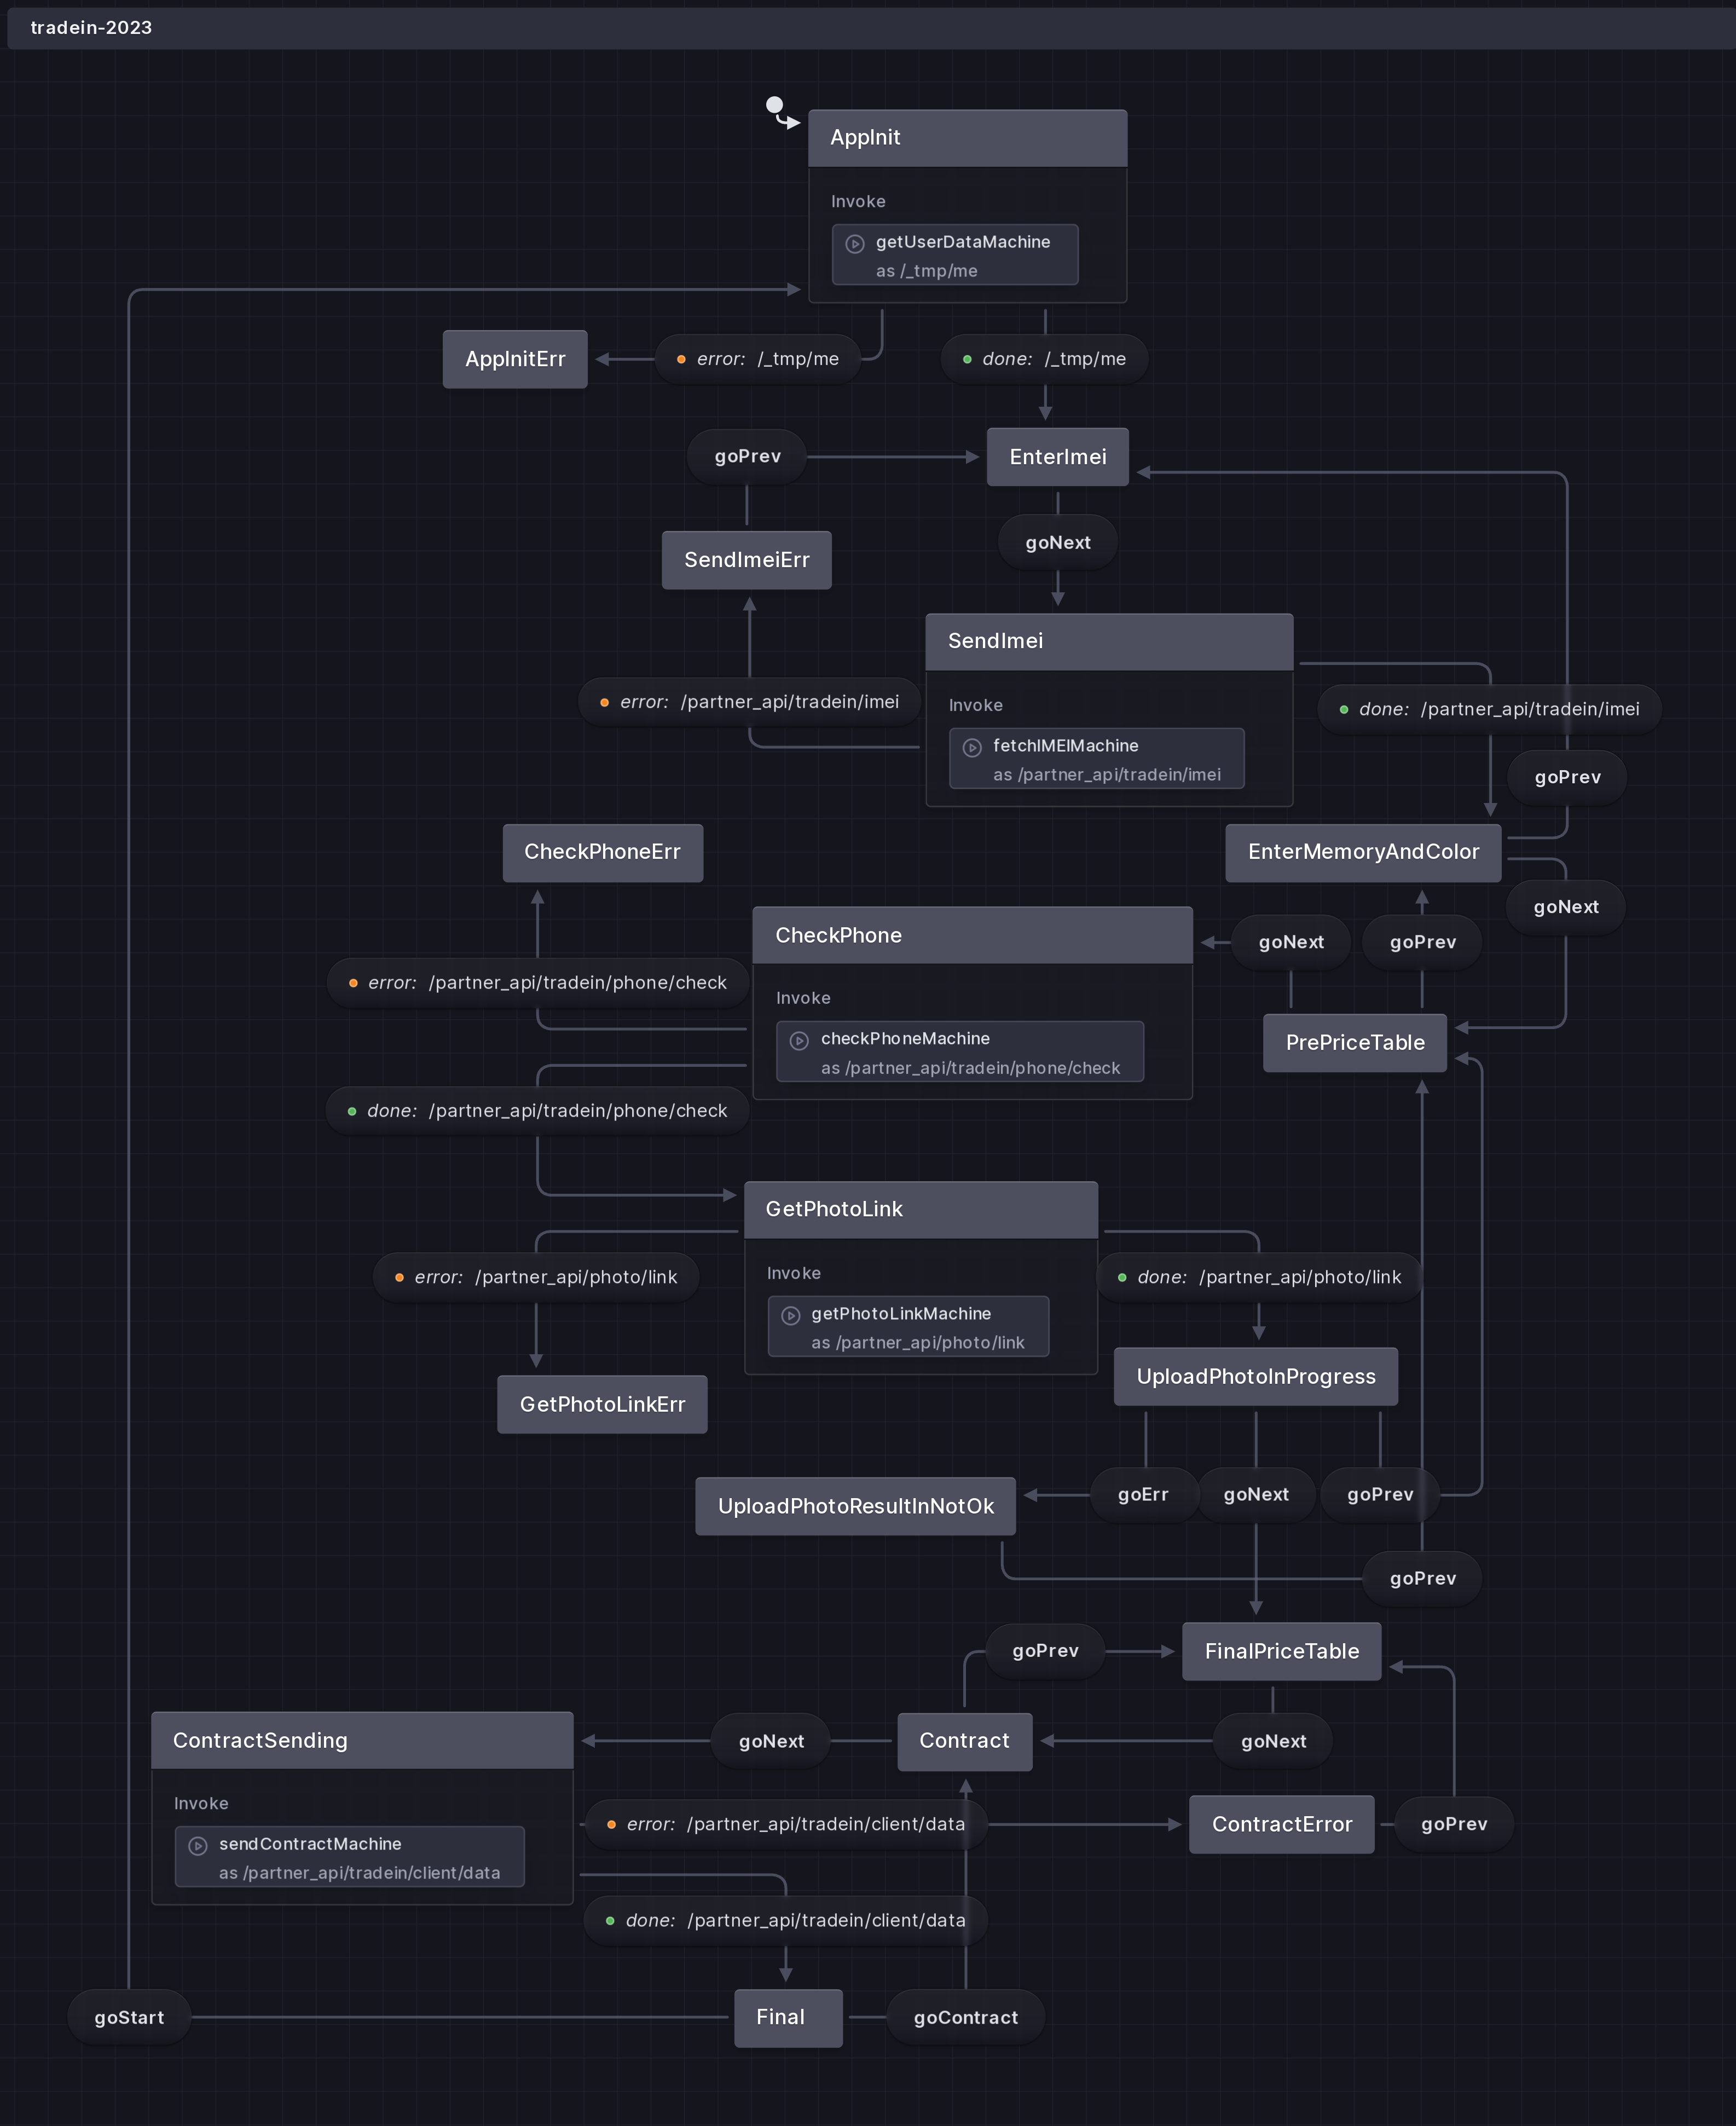 tradein-2023
AppInit
Invoke
getUserDataMachine
as /_tmp/me
AppInitErr
error: /_tmp/me
done: /_tmp/me
goPrev
EnterImei
goNext
SendImeiErr
SendImei
error: /partner_api/tradein/imei
Invoke
fetchIMEIMachine
as /partner_api/tradein/imei
done: /partner_api/tradein/imei
goPrev
CheckPhoneErr
EnterMemoryAndColor
goNext
CheckPhone
goNext
goPrev
error: /partner_api/tradein/phone/check
Invoke
checkPhoneMachine
as /partner_api/tradein/phone/check
PrePriceTable
done: /partner_api/tradein/phone/check
GetPhotoLink
error: /partner_api/photo/link
Invoke
getPhotoLinkMachine
as /partner_api/photo/link
done: /partner_api/photo/link
UploadPhotoInProgress
GetPhotoLinkErr
UploadPhotoResultInNotOk
goErr
goNext
goPrev
goPrev
goPrev
FinalPriceTable
ContractSending
goNext
Contract
goNext
Invoke
sendContractMachine
as /partner_api/tradein/client/data
error: /partner_api/tradein/client/data
ContractError
goPrev
done: /partner_api/tradein/client/data
goStart
Final
goContract